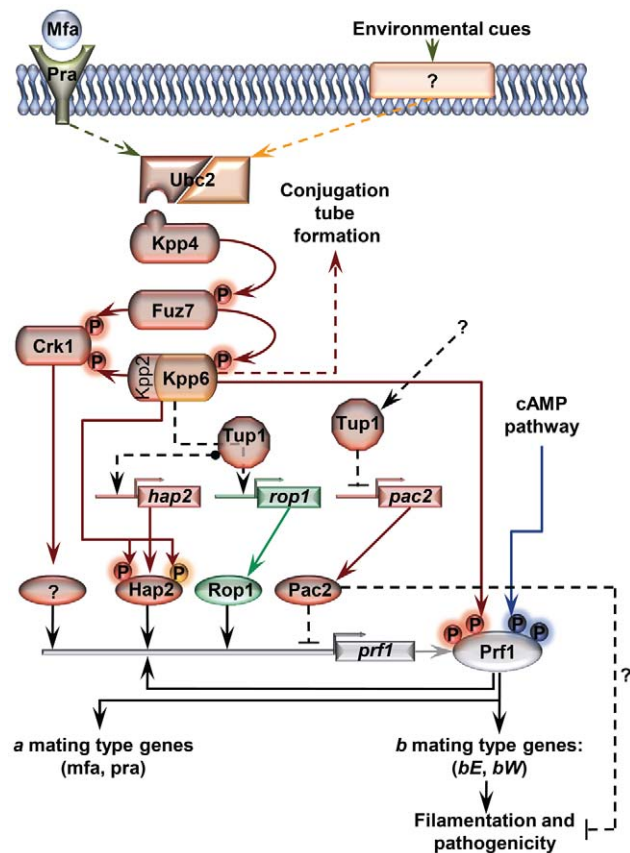 Mfa
Environmental cues
Pra
?
Ubc2
Conjugation
tube
formation
Kpp4
P
Fuz7
P
Crk1
P
P
Kpp2
Kpp6
?
Tup1
Tup1
cAMP
pathway
hap2
rop1
pac2
P
P
?
Hap2
Rop1
Pac2
P
P
P
P
prf1
Prf1
?
a mating type genes
(mfa, pra)
b mating type genes:
(bE, bW)
Filamentation and
pathogenicity